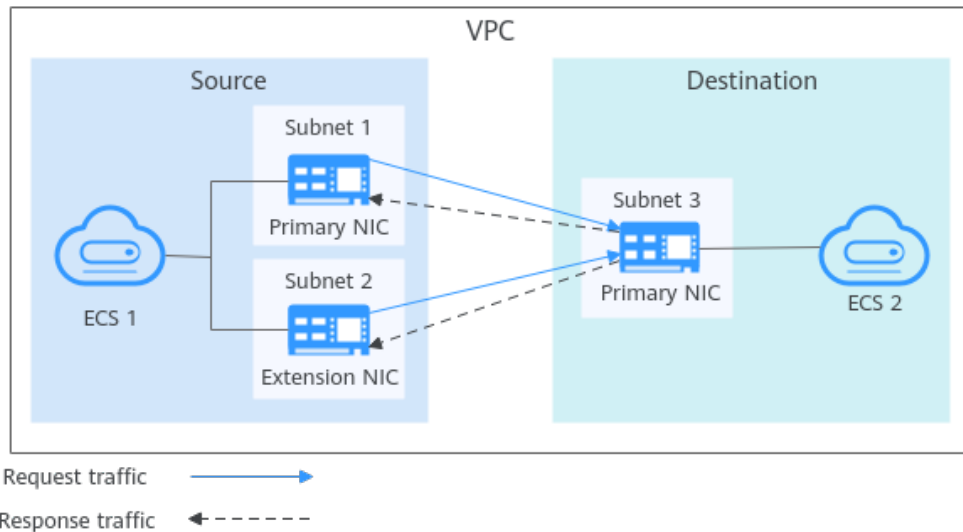 VPC
Source
Destination
Subnet 1
Primary NIC
Subnet 2
Extension NIC
ECS 1
Subnet 3
Primary NIC
ECS 2
Request traffic
Response traffic